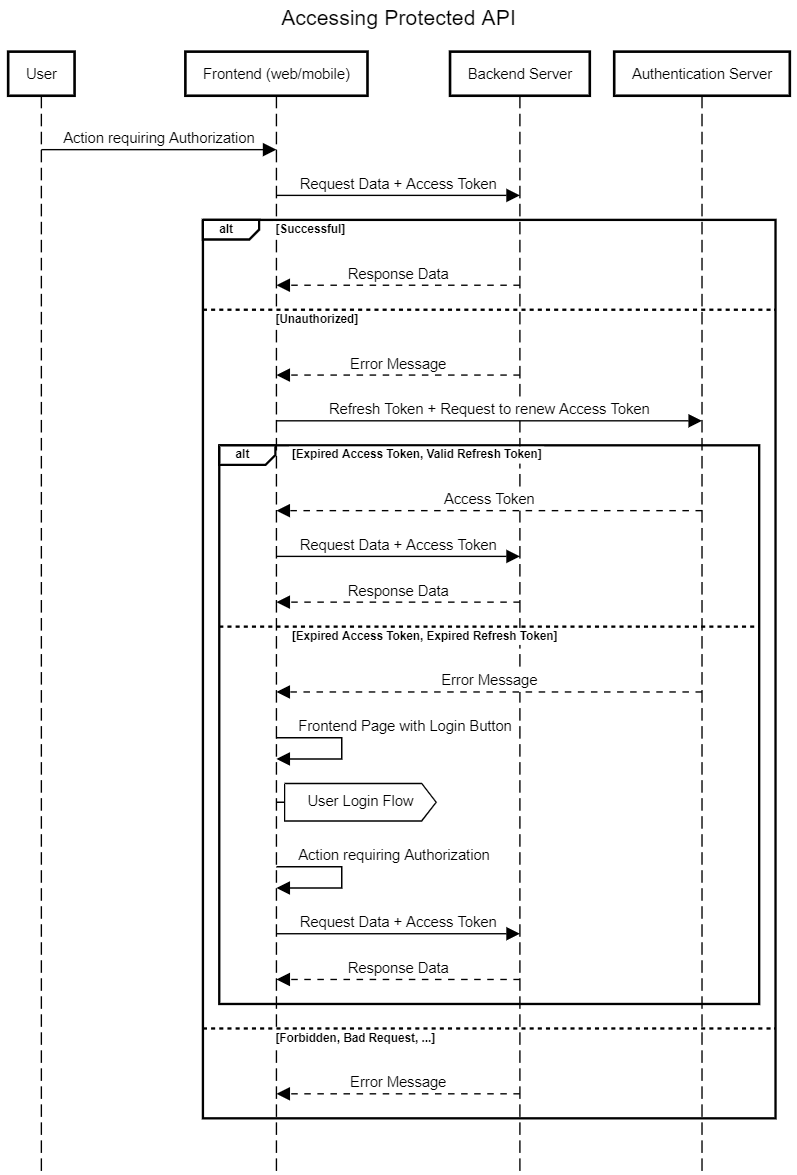 Accessing Protected API
User
Frontend (web/mobile)
Backend Server
Authentication Server
Action requiring Authorization
Request Data + Access Token
alt
[Successful]
Response Data
[Unauthorized]
Error Message
Refresh Token + Request to renew Access Token
alt
[Expired Access Token, Valid Refresh Token]
Access Token
Request Data + Access Token
Response Data
[Expired Access Token, Expired Refresh Token]
Error Message
Frontend Page with Login Button
User Login Flow
Action requiring Authorization
Request Data + Access Token
Response Data
[Forbidden, Bad Request, ...]
Error Message